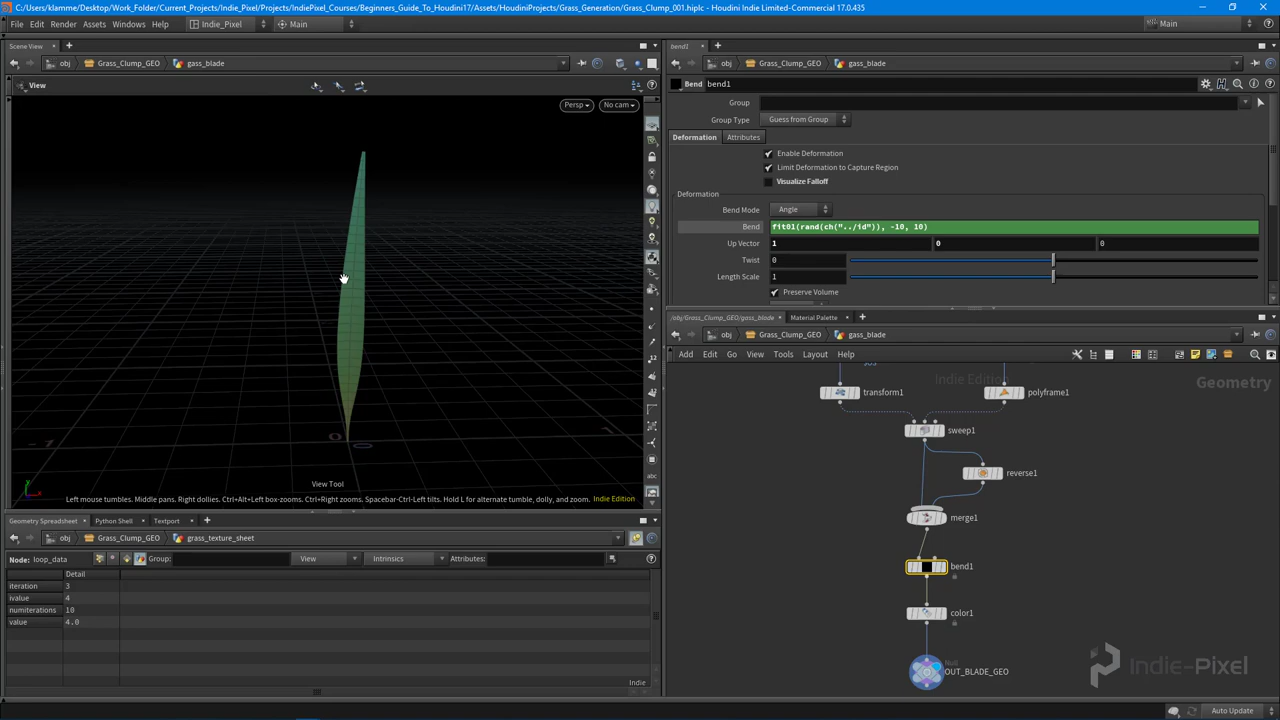 C:/Users/klamme/Desktop/Work_Folder/Current_Projects/Indie_Pixel/Projects/IndiePixel_Courses/Beginners_Guide_To_Houdini17/Assets/HoudiniProjects/Grass_Generation/Grass_Clump_001.hiplc - Houdini Indie Limited-Commercial 17.0.435
File Edit Render Assets Windows Help Indie_Pixel Main Main
Scene View
obj Grass_Clump_GEO gass_blade
View
Persp No cam
0
-1
1
View Tool
Left mouse tumbles. Middle pans. Right dollies. Ctrl+Alt+Left box-zooms. Ctrl+Right zooms. Spacebar-Ctrl-Left tilts. Hold L for alternate tumble, dolly, and zoom. Indie Edition
Geometry Spreadsheet Python Shell Textport
obj Grass_Clump_GEO grass_texture_sheet
Node: loop_data Group: View Intrinsics Attributes:
Detail
iteration 3
ivalue 4
numiterations 10
value 4.0
Indie
bend1
obj Grass_Clump_GEO gass_blade
Bend bend1
Group
Group Type Guess from Group
Deformation Attributes
Enable Deformation
Limit Deformation to Capture Region
Visualize Falloff
Deformation
Bend Mode Angle
Bend fit01(rand(ch("../id")), -10, 10)
Up Vector 1 0 0
Twist 0
Length Scale 1
Preserve Volume
/obj/Grass_Clump_GEO/gass_blade Material Palette
obj Grass_Clump_GEO gass_blade
Add Edit Go View Tools Layout Help
Indie Edition
Geometry
transform1
polyframe1
sweep1
reverse1
merge1
bend1
color1
Null
OUT_BLADE_GEO
Indie-Pixel
Auto Update